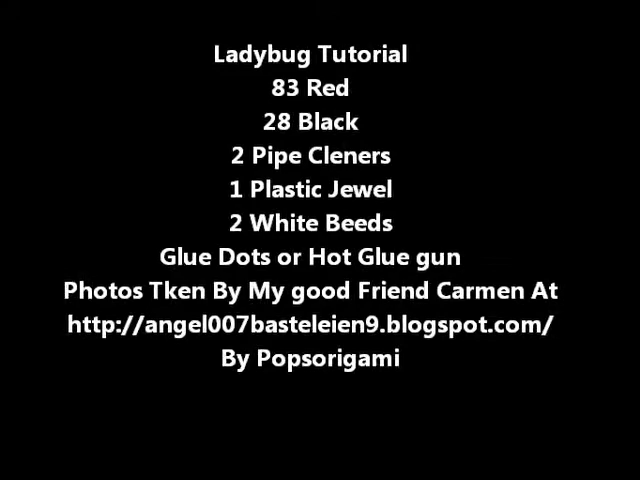 Ladybug Tutorial
83 Red
28 Black
2 Pipe Cleners
1 Plastic Jewel
2 White Beeds
Glue Dots or Hot Glue gun
Photos Tken By My good Friend Carmen At
http://angel007basteleien9.blogspot.com/
By Popsorigami